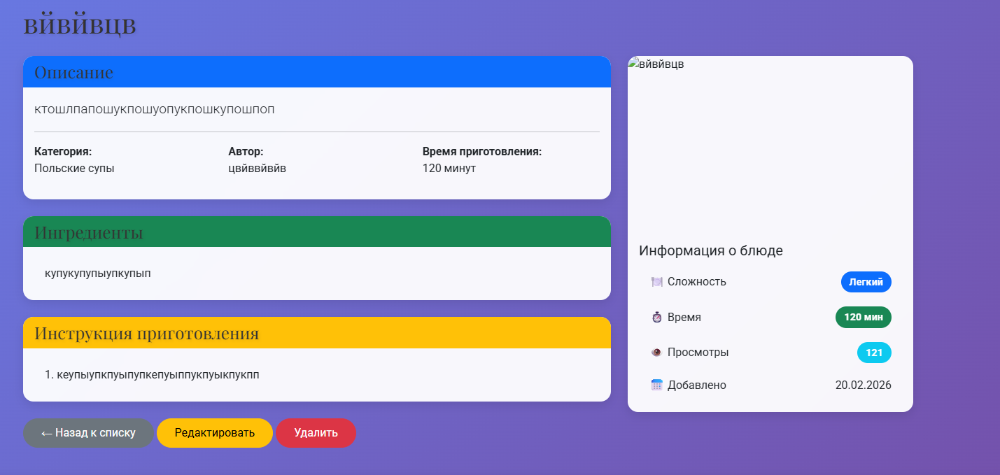 вйвйвцв
Описание
ктошлпапошукпошуопукпошкупошпоп
Категория:
Польские супы
Автор:
цвйввйвйв
Время приготовления:
120 минут
Ингредиенты
купукупупыупкупып
Инструкция приготовления
1. кеупыупкпуыпупкепуыппукпуыкпукпп
← Назад к списку
Редактировать
Удалить
вйвйвцв
Информация о блюде
Сложность
Легкий
Время
120 мин
Просмотры
121
Добавлено
20.02.2026